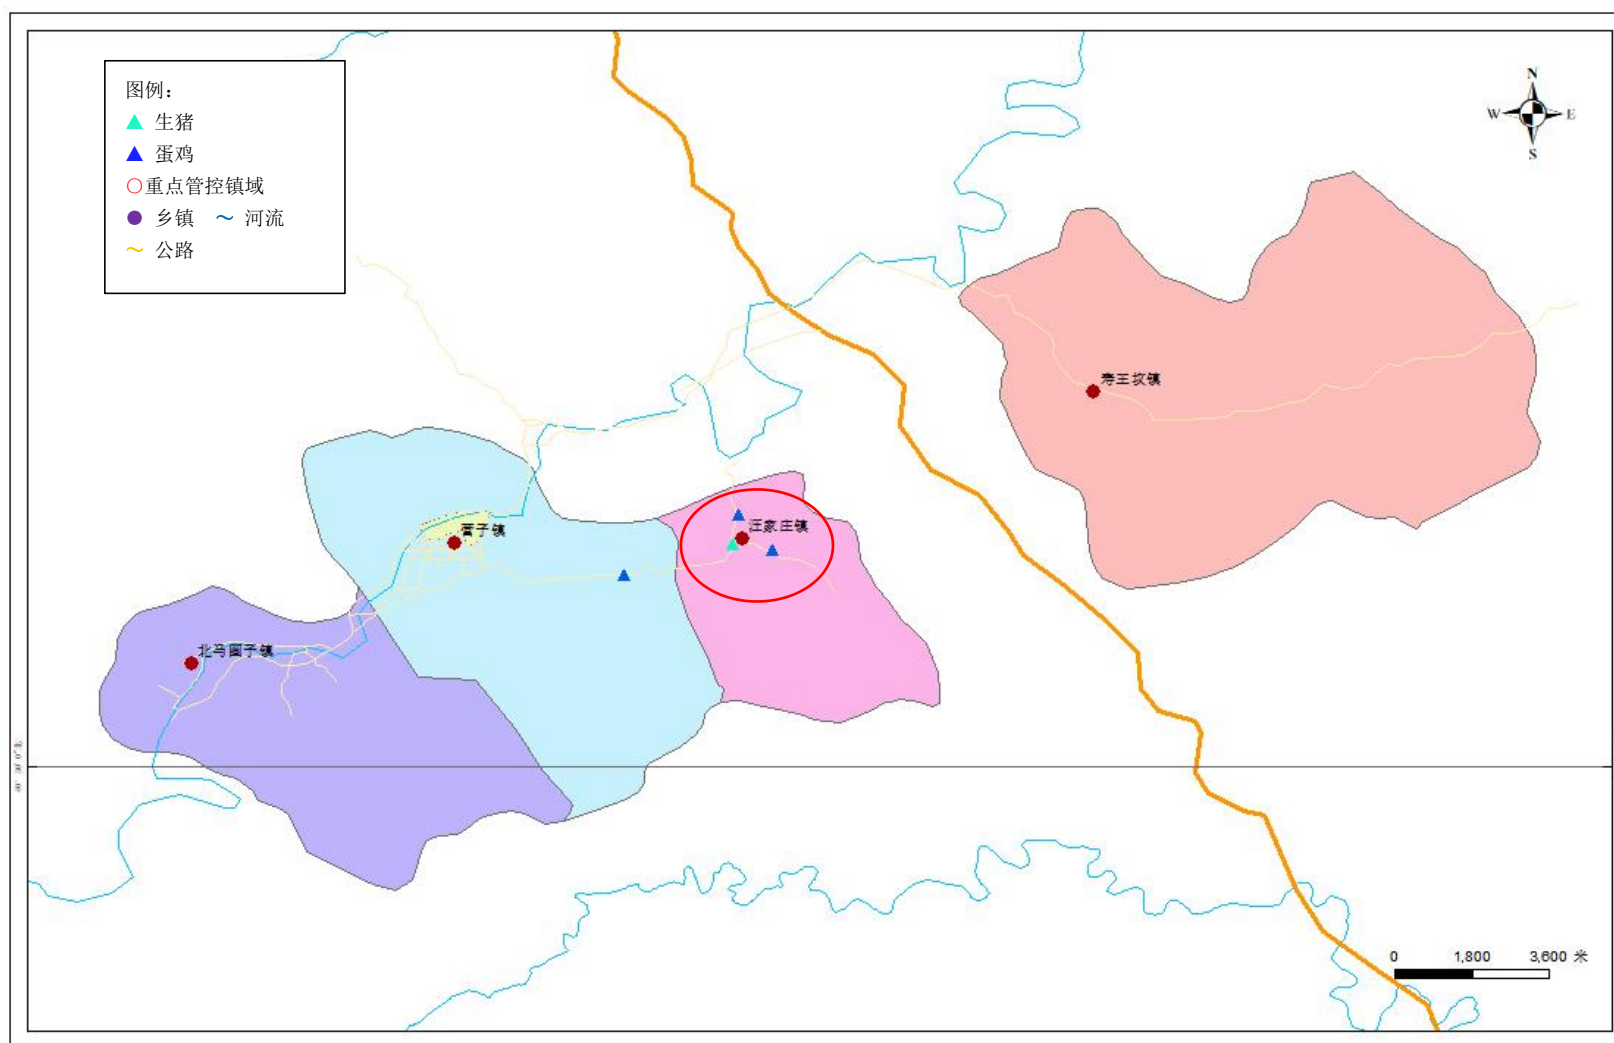 图例：
生猪
蛋鸡
重点管控镇域
乡镇 河流
公路
N
W E
S
寿王坟镇
营子镇
汪家庄镇
北马圈子镇
0 1,800 3,600 米